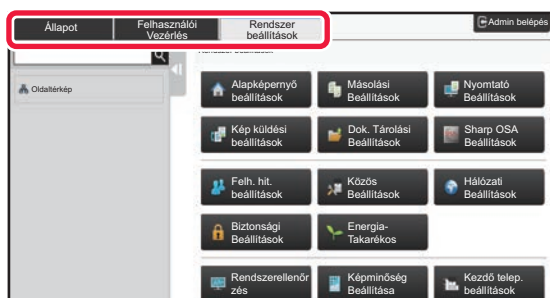 Állapot
Felhasználói
Vezérlés
Rendszer
beállítások
Admin belépés
Oldaltérkép
Alapképernyő
beállítások
Másolási
Beállítások
Nyomtató
Beállítások
Kép küldési
beállítások
Dok. Tárolási
Beállítások
Sharp OSA
Beállítások
Felh. hit.
beállítások
Közös
Beállítások
Hálózati
Beállítások
Biztonsági
Beállítások
Energia-
Takarékos
Rendszerellenőr
zés
Képminőség
Beállítása
Kezdő telep.
beállítások